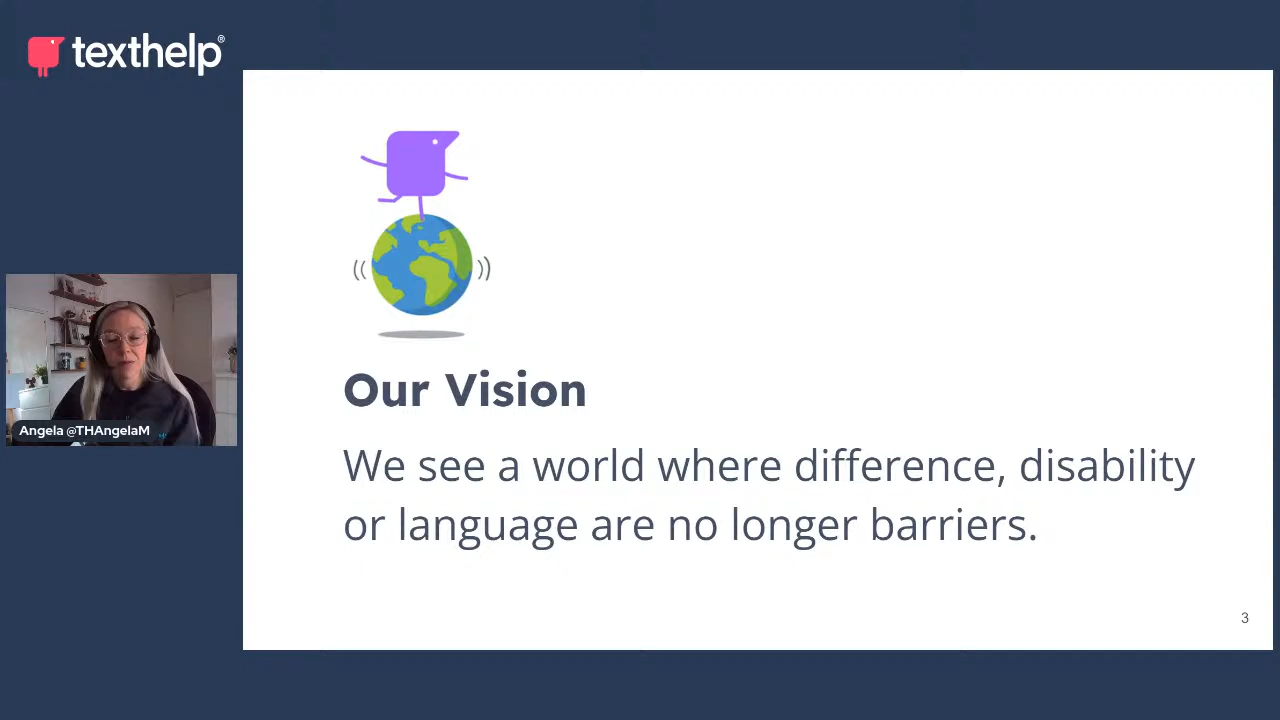 texthelp®
Our Vision
We see a world where difference, disability
or language are no longer barriers.
Angela @THAngelaM
3